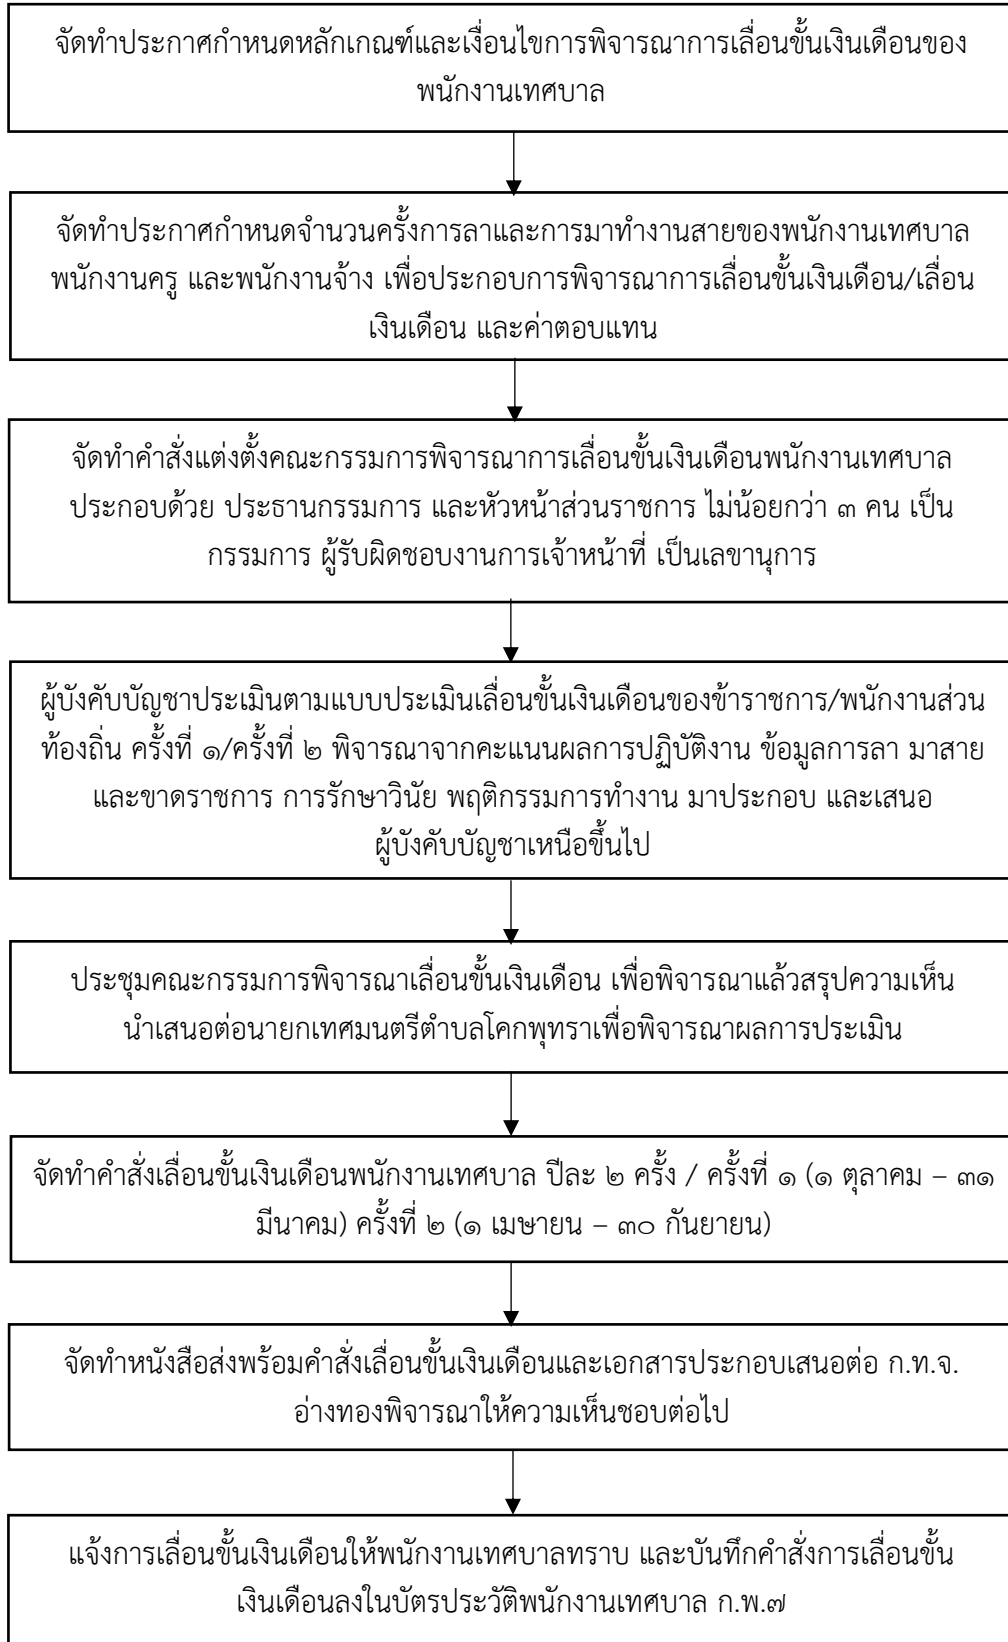 จัดทำประกาศกำหนดหลักเกณฑ์และเงื่อนไขการพิจารณาการเลื่อนขั้นเงินเดือนของ
พนักงานเทศบาล
จัดทำประกาศกำหนดจำนวนครั้งการลาและการมาทำงานสายของพนักงานเทศบาล
พนักงานครู และพนักงานจ้าง เพื่อประกอบการพิจารณาการเลื่อนขั้นเงินเดือน/เลื่อน
เงินเดือน และค่าตอบแทน
จัดทำคำสั่งแต่งตั้งคณะกรรมการพิจารณาการเลื่อนขั้นเงินเดือนพนักงานเทศบาล
ประกอบด้วย ประธานกรรมการ และหัวหน้าส่วนราชการ ไม่น้อยกว่า ๓ คน เป็น
กรรมการ ผู้รับผิดชอบงานการเจ้าหน้าที่ เป็นเลขานุการ
ผู้บังคับบัญชาประเมินตามแบบประเมินเลื่อนขั้นเงินเดือนของข้าราชการ/พนักงานส่วน
ท้องถิ่น ครั้งที่ ๑/ครั้งที่ ๒ พิจารณาจากคะแนนผลการปฏิบัติงาน ข้อมูลการลา มาสาย
และขาดราชการ การรักษาวินัย พฤติกรรมการทำงาน มาประกอบ และเสนอ
ผู้บังคับบัญชาเหนือขึ้นไป
ประชุมคณะกรรมการพิจารณาเลื่อนขั้นเงินเดือน เพื่อพิจารณาแล้วสรุปความเห็น
นำเสนอต่อนายกเทศมนตรีตำบลโคกพุทราเพื่อพิจารณาผลการประเมิน
จัดทำคำสั่งเลื่อนขั้นเงินเดือนพนักงานเทศบาล ปีละ ๒ ครั้ง / ครั้งที่ ๑ (๑ ตุลาคม – ๓๑
มีนาคม) ครั้งที่ ๒ (๑ เมษายน – ๓๐ กันยายน)
จัดทำหนังสือส่งพร้อมคำสั่งเลื่อนขั้นเงินเดือนและเอกสารประกอบเสนอต่อ ก.ท.จ.
อ่างทองพิจารณาให้ความเห็นชอบต่อไป
แจ้งการเลื่อนขั้นเงินเดือนให้พนักงานเทศบาลทราบ และบันทึกคำสั่งการเลื่อนขั้น
เงินเดือนลงในบัตรประวัติพนักงานเทศบาล ก.พ.๗